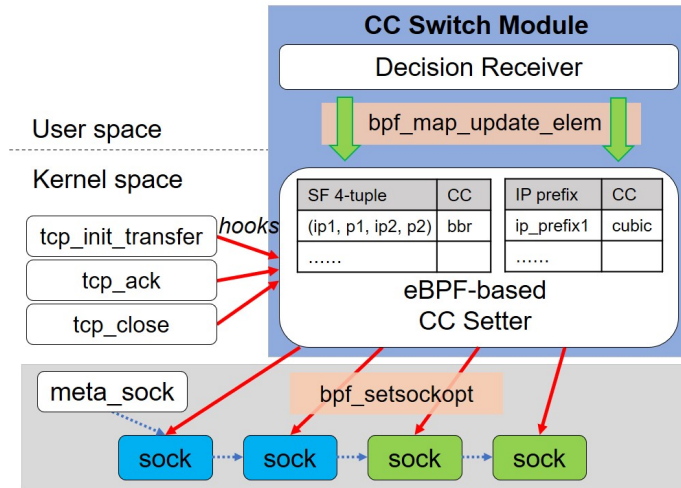 CC Switch Module
Decision Receiver
bpf_map_update_elem
User space
Kernel space
SF 4-tuple CC
(ip1, p1, ip2, p2) bbr
......
IP prefix CC
ip_prefix1 cubic
......
hooks
tcp_init_transfer
tcp_ack
tcp_close
eBPF-based
CC Setter
meta_sock
bpf_setsockopt
sock sock sock sock